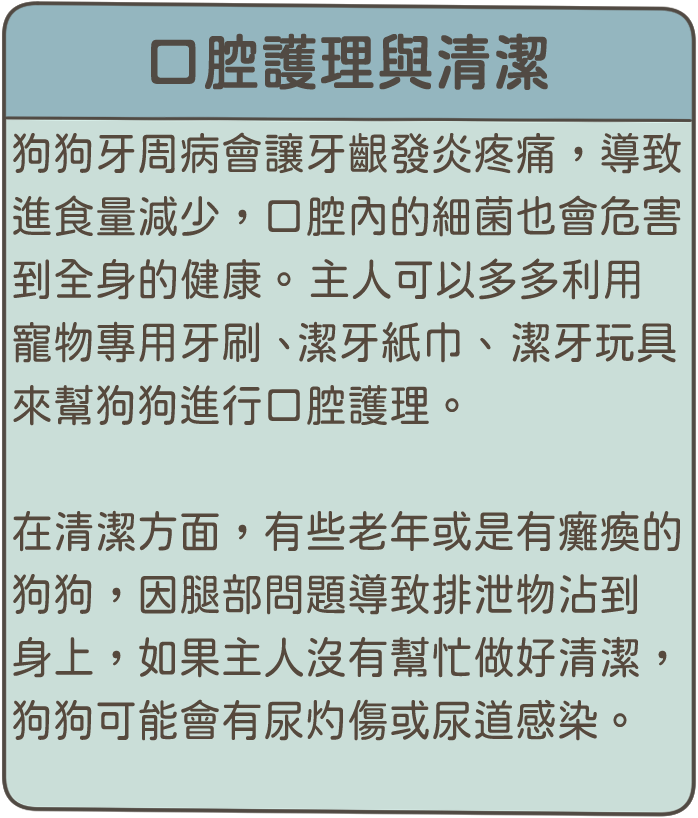 口腔護理與清潔
狗狗牙周病會讓牙齦發炎疼痛，導致
進食量減少，口腔內的細菌也會危害
到全身的健康。主人可以多多利用
寵物專用牙刷、潔牙紙巾、潔牙玩具
來幫狗狗進行口腔護理。
在清潔方面，有些老年或是有癱瘓的
狗狗，因腿部問題導致排泄物沾到
身上，如果主人沒有幫忙做好清潔，
狗狗可能會有尿灼傷或尿道感染。